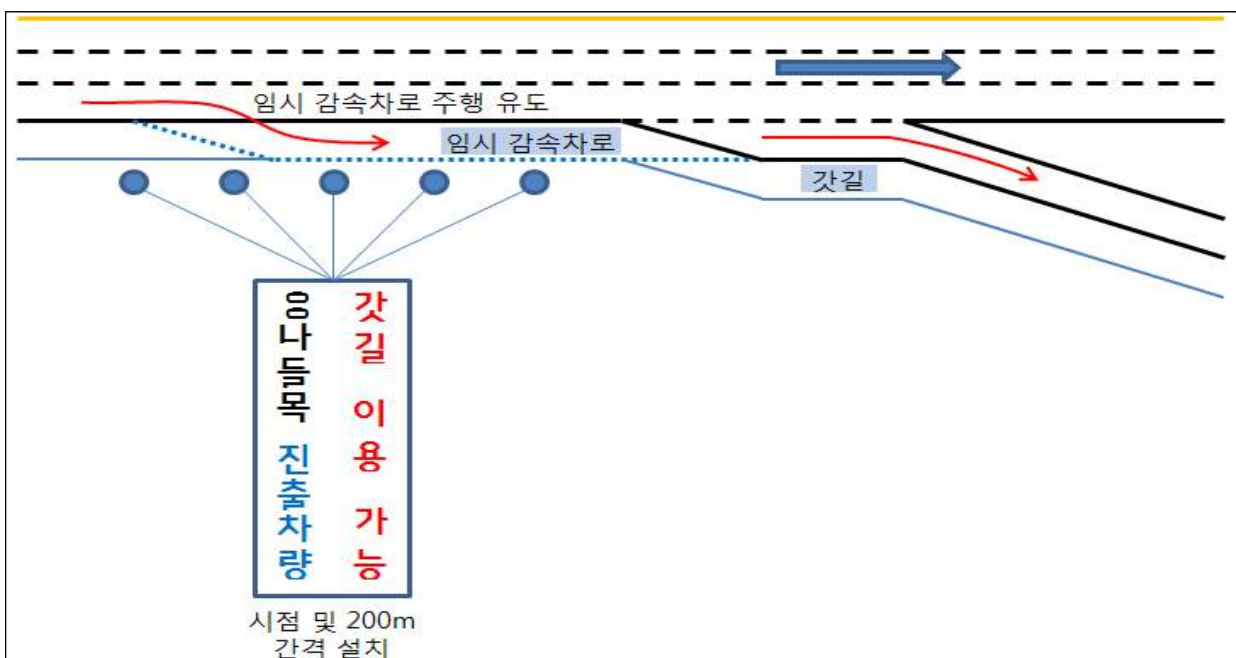 임시 감속차로 주행 유도
임시 감속차로
갓길
응나들목 진출차량
갓길 이용 가능
시점 및 200m
간격 설치